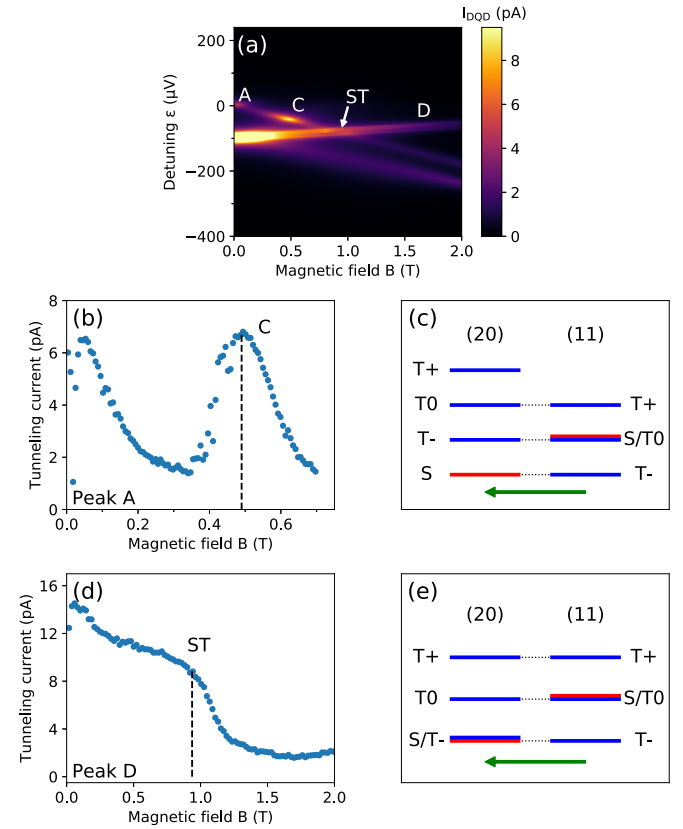 I_DQD (pA)
(a)
A
C
ST
D
0
−200
−400
200
Detuning ε (µV)
0.0 0.5 1.0 1.5 2.0
Magnetic field B (T)
8
6
4
2
0
(b)
C
8
6
4
2
0
Tunneling current (pA)
Peak A
0.0 0.2 0.4 0.6
Magnetic field B (T)
(c)
(20) (11)
T+
T0 T+
T- S/T0
S T-
(d)
ST
16
12
8
4
0
Tunneling current (pA)
Peak D
0.0 0.5 1.0 1.5 2.0
Magnetic field B (T)
(e)
(20) (11)
T+ T+
T0 S/T0
S/T- T-